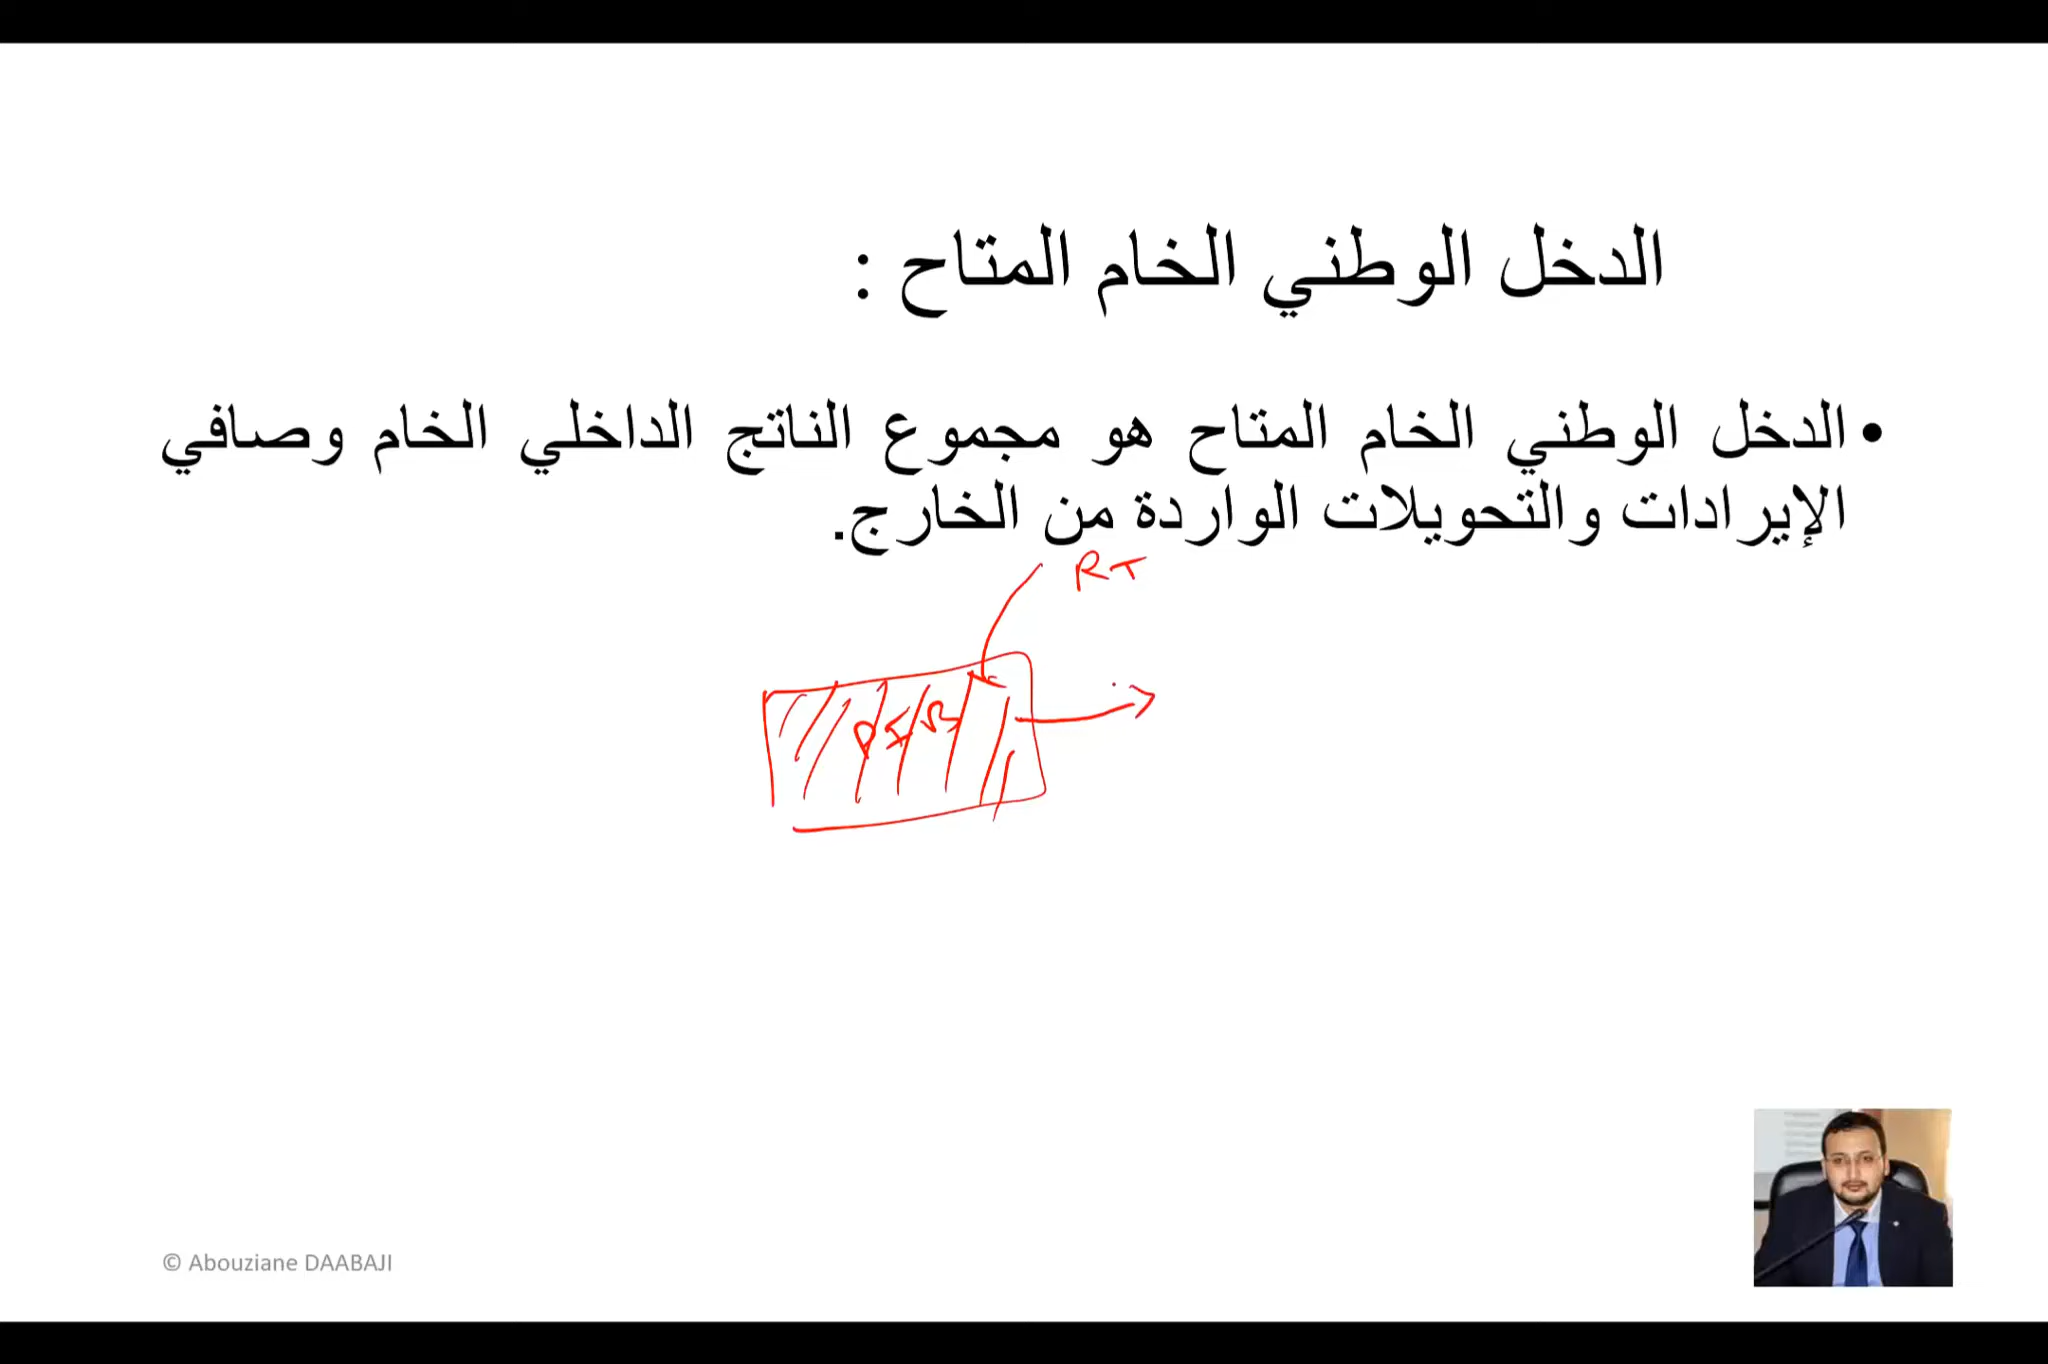 الدخل الوطني الخام المتاح :
• الدخل الوطني الخام المتاح هو مجموع الناتج الداخلي الخام وصافي
الإيرادات والتحويلات الواردة من الخارج.
RT
PIB
© Abouziane DAABAJI